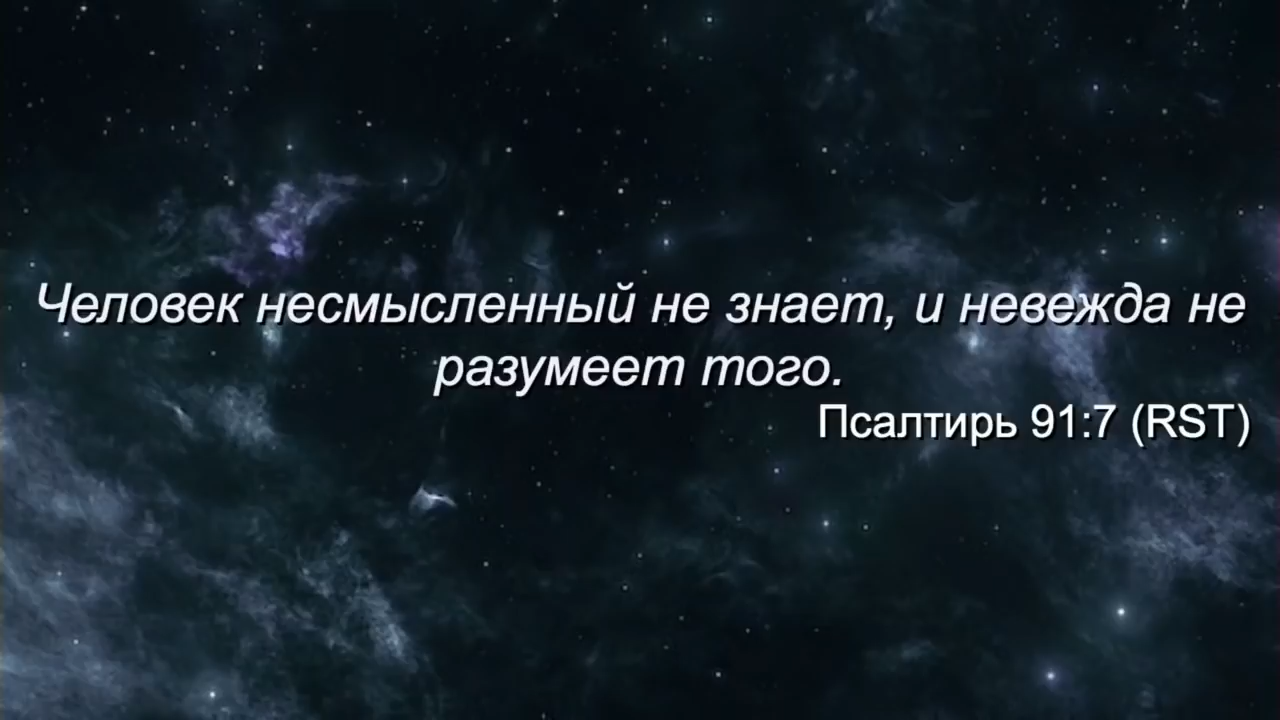 Человек несмысленный не знает, и невежда не
разумеет того.
Псалтирь 91:7 (RST)